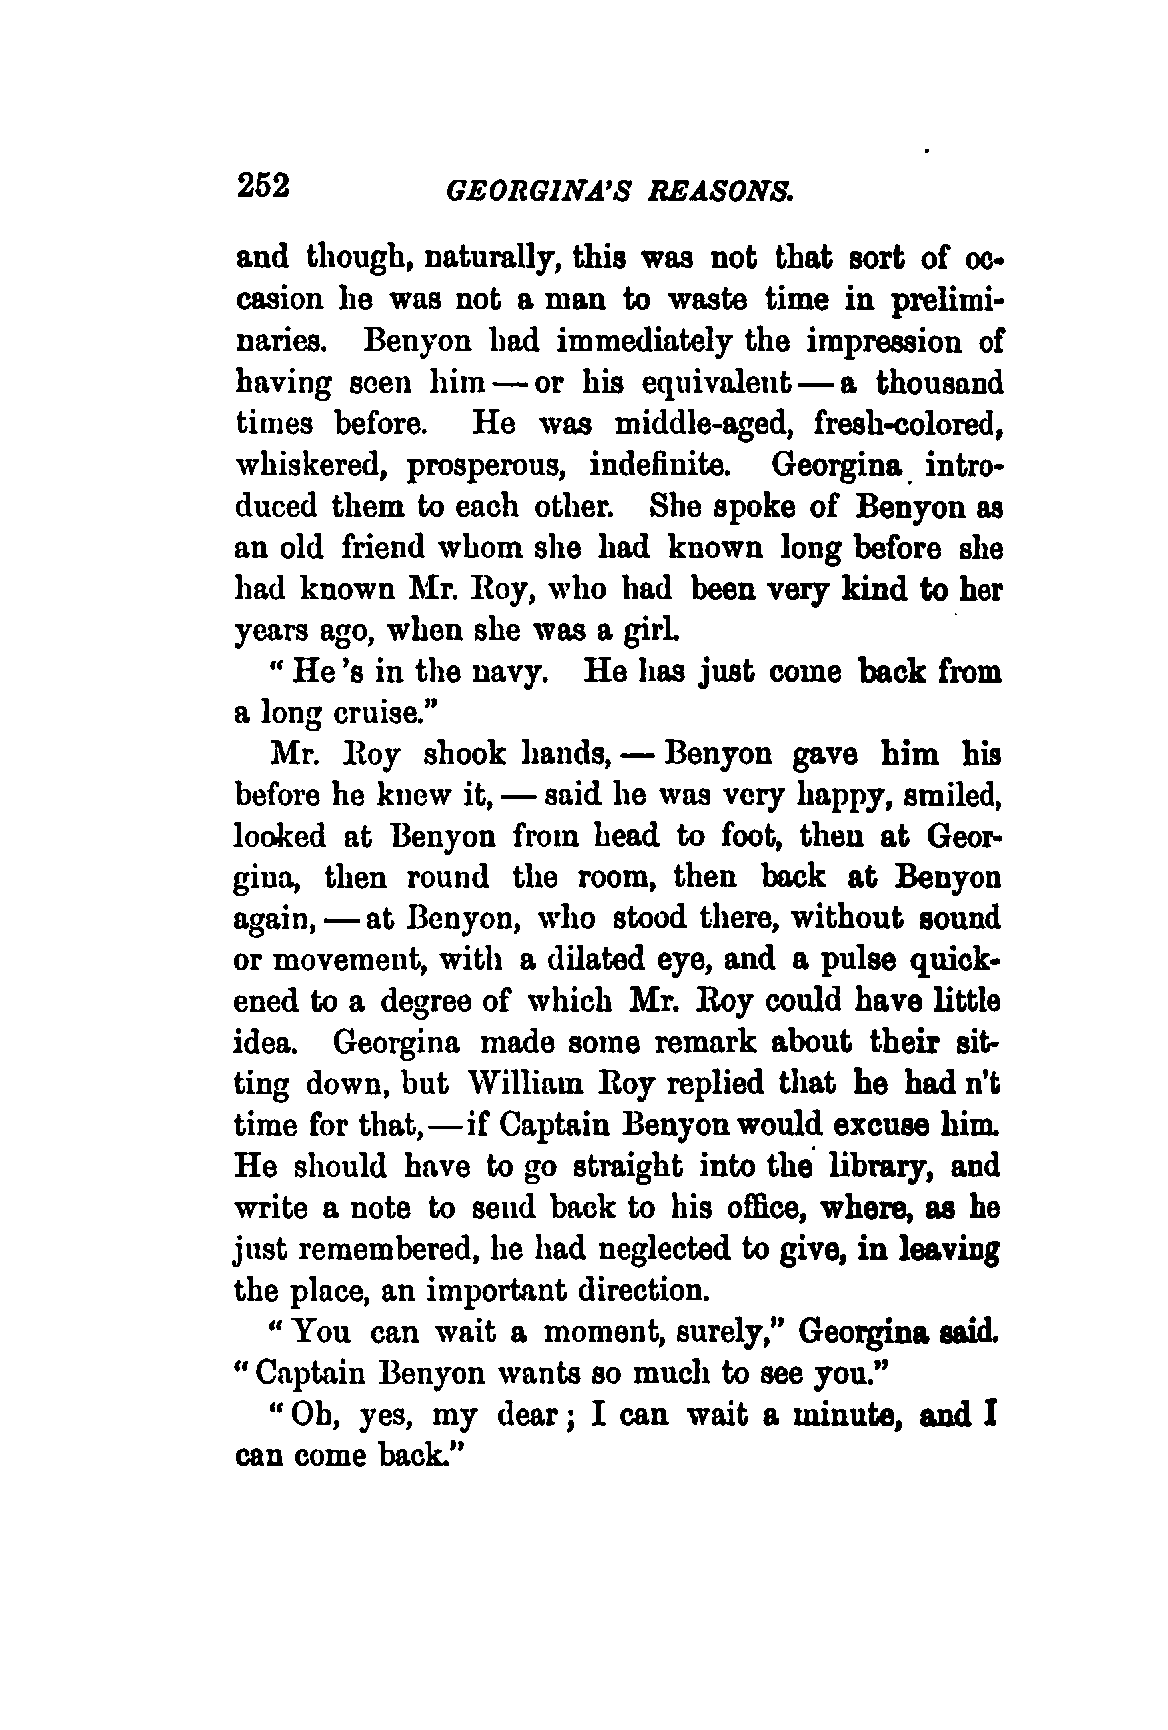 252 GEORGINA'S REASONS.
and though, naturally, this was not that sort of oc-
casion he was not a man to waste time in prelimi-
naries. Benyon had immediately the impression of
having seen him — or his equivalent — a thousand
times before. He was middle-aged, fresh-colored,
whiskered, prosperous, indefinite. Georgina intro-
duced them to each other. She spoke of Benyon as
an old friend whom she had known long before she
had known Mr. Roy, who had been very kind to her
years ago, when she was a girl.
"He 's in the navy. He has just come back from
a long cruise."
Mr. Roy shook hands, — Benyon gave him his
before he knew it, — said he was very happy, smiled,
looked at Benyon from head to foot, then at Geor-
gina, then round the room, then back at Benyon
again, — at Benyon, who stood there, without sound
or movement, with a dilated eye, and a pulse quick-
ened to a degree of which Mr. Roy could have little
idea. Georgina made some remark about their sit-
ting down, but William Roy replied that he had n't
time for that, — if Captain Benyon would excuse him.
He should have to go straight into the library, and
write a note to send back to his office, where, as he
just remembered, he had neglected to give, in leaving
the place, an important direction.
"You can wait a moment, surely," Georgina said.
"Captain Benyon wants so much to see you."
"Oh, yes, my dear; I can wait a minute, and I
can come back."